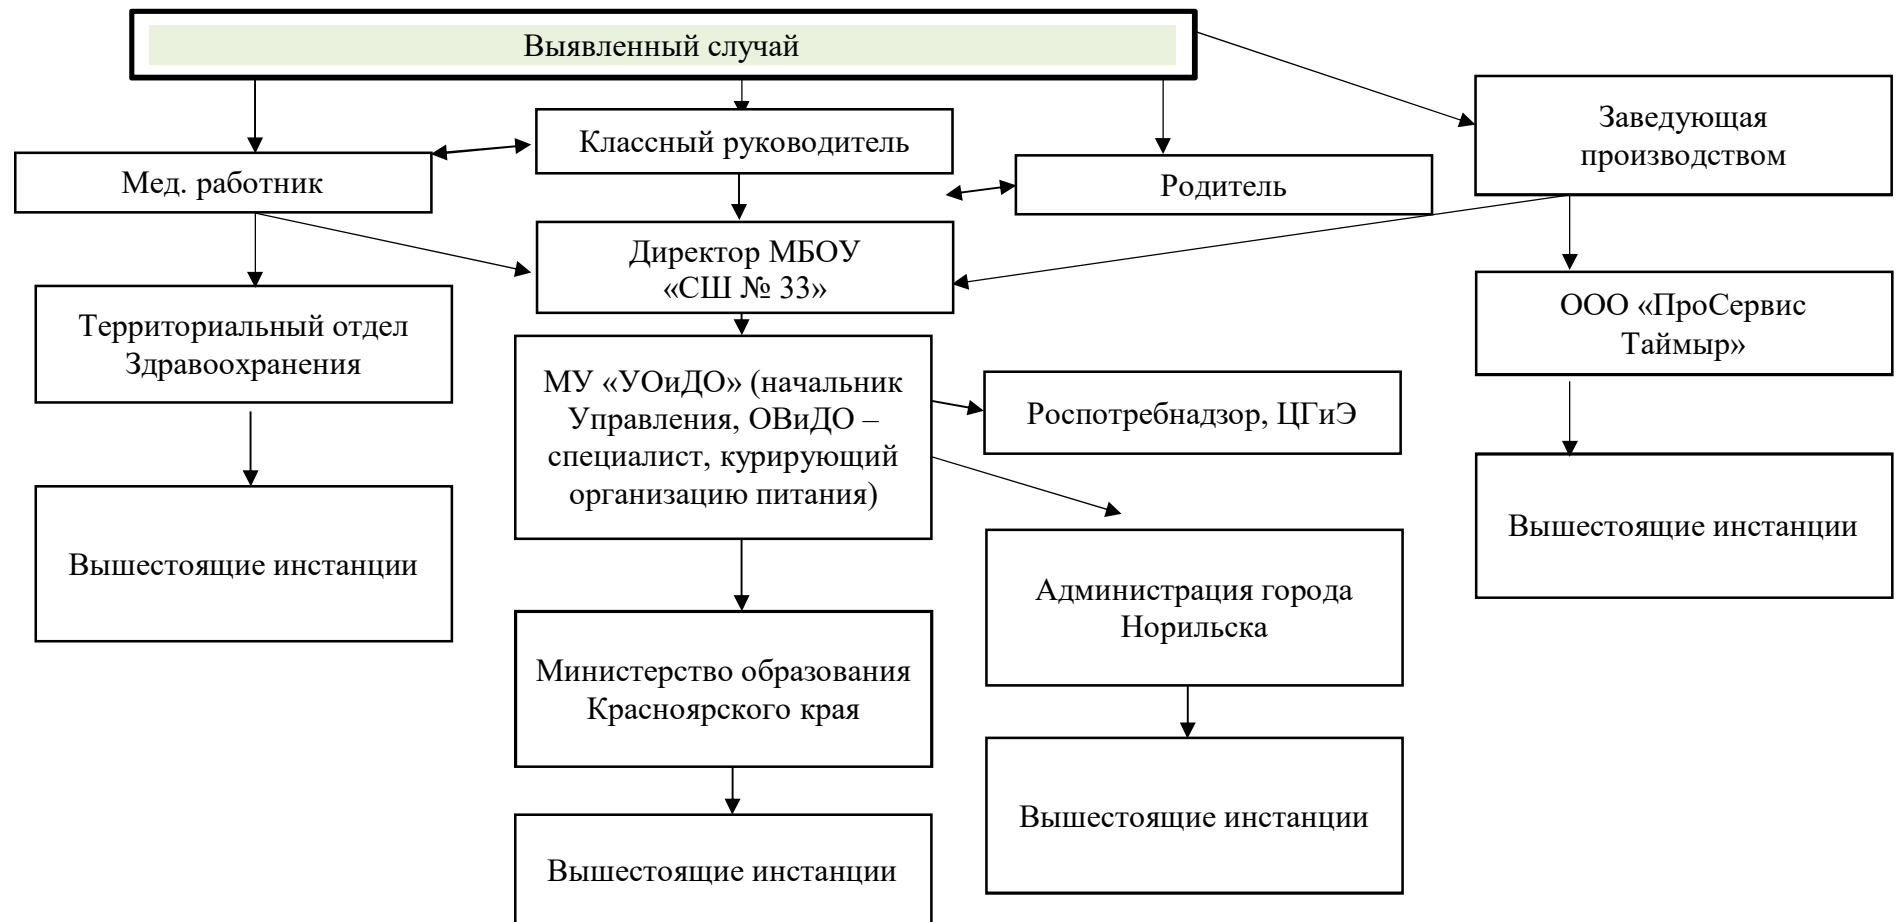 Выявленный случай
Заведующая
производством
Классный руководитель
Мед. работник
Родитель
Директор МБОУ
«СШ № 33»
Территориальный отдел
Здравоохранения
ООО «ПроСервис
Таймыр»
МУ «УОиДО» (начальник
Управления, ОВиДО –
специалист, курирующий
организацию питания)
Роспотребнадзор, ЦГиЭ
Вышестоящие инстанции
Вышестоящие инстанции
Администрация города
Норильска
Министерство образования
Красноярского края
Вышестоящие инстанции
Вышестоящие инстанции